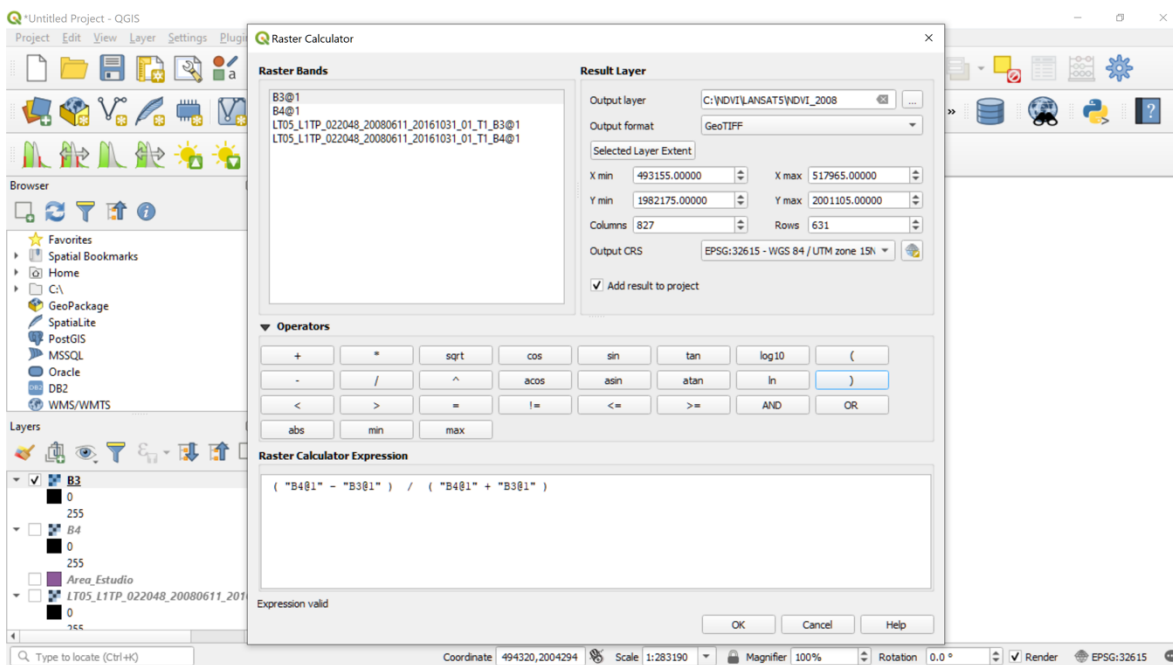 *Untitled Project - QGIS
Project Edit View Layer Settings Plugin
Raster Calculator
Raster Bands
B3@1
B4@1
LT05_L1TP_022048_20080611_20161031_01_T1_B3@1
LT05_L1TP_022048_20080611_20161031_01_T1_B4@1
Result Layer
Output layer C:\NDVI\LANSAT5\NDVI_2008 ...
Output format GeoTIFF
Selected Layer Extent
X min 493155.00000 X max 517965.00000
Y min 1982175.00000 Y max 2001105.00000
Columns 827 Rows 631
Output CRS EPSG:32615 - WGS 84 / UTM zone 15N
Add result to project
Operators
+ * sqrt cos sin tan log10 (
- / ^ acos asin atan ln )
< > = != <= >= AND OR
abs min max
Raster Calculator Expression
( "B4@1" - "B3@1" ) / ( "B4@1" + "B3@1" )
Expression valid
OK Cancel Help
Browser
Favorites
Spatial Bookmarks
Home
C:\
GeoPackage
SpatiaLite
PostGIS
MSSQL
Oracle
DB2
WMS/WMTS
Layers
B3
0
255
B4
0
255
Area_Estudio
LT05_L1TP_022048_20080611_201
0
255
Type to locate (Ctrl+K)
Coordinate 494320,2004294 Scale 1:283190 Magnifier 100% Rotation 0.0 ° Render EPSG:32615